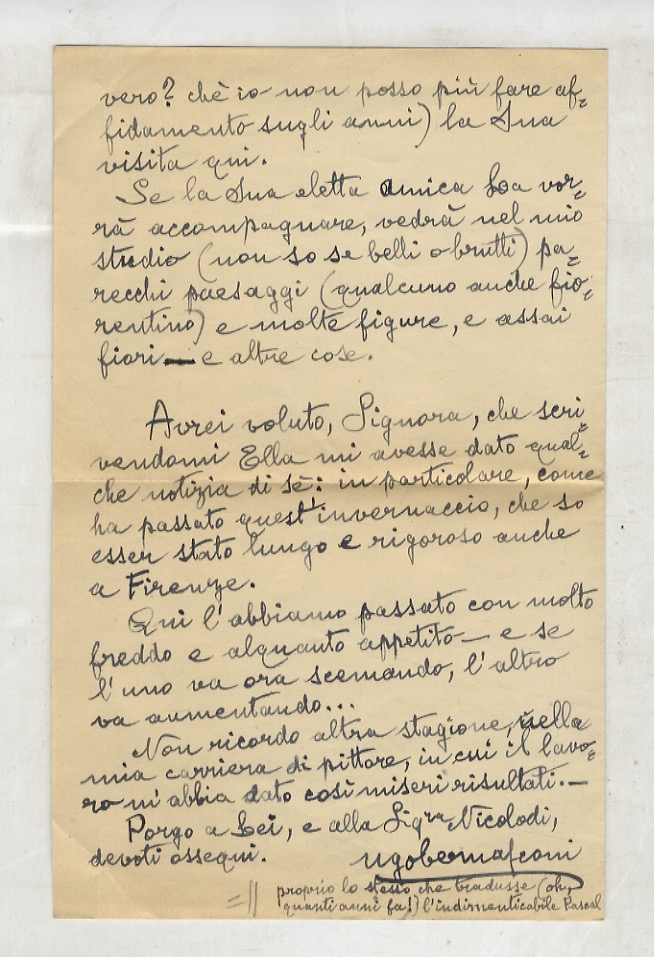 vero? chè io non posso più fare af=
fidamento sugli anni) la Sua
visita qui.
Se la Sua eletta amica La vor=
rà accompagnare, vedrà nel mio
studio (non so se belli o brutti) pa=
recchi paesaggi (qualcuno anche fio=
rentino) e molte figure, e assai
fiori — e altre cose.
Avrei voluto, Signora, che scri=
vendomi Ella mi avesse dato qual=
che notizia di sè: in particolare, come
ha passato quest'invernaccio, che so
esser stato lungo e rigoroso anche
a Firenze.
Qui l'abbiamo passato con molto
freddo e alquanto appetito — e se
l'uno va ora scemando, l'altro
va aumentando...
Non ricordo altra stagione, nella
mia carriera di pittore, in cui il lavo=
ro m'abbia dato così miseri risultati. —
Porgo a Lei, e alla Sigra Nicolodi,
devoti ossequi.
ugobernasconi
=|| proprio lo stesso che tradusse (oh,
quanti anni fa!) l'indimenticabile Pascal